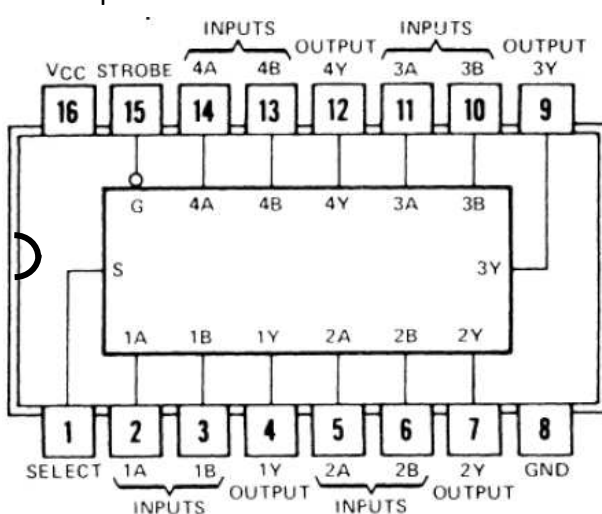 INPUTS INPUTS
OUTPUT OUTPUT
VCC STROBE 4A 4B 4Y 3A 3B 3Y
16 15 14 13 12 11 10 9
G 4A 4B 4Y 3A 3B
S 3Y
1A 1B 1Y 2A 2B 2Y
1 2 3 4 5 6 7 8
SELECT 1A 1B 1Y 2A 2B 2Y GND
OUTPUT OUTPUT
INPUTS INPUTS